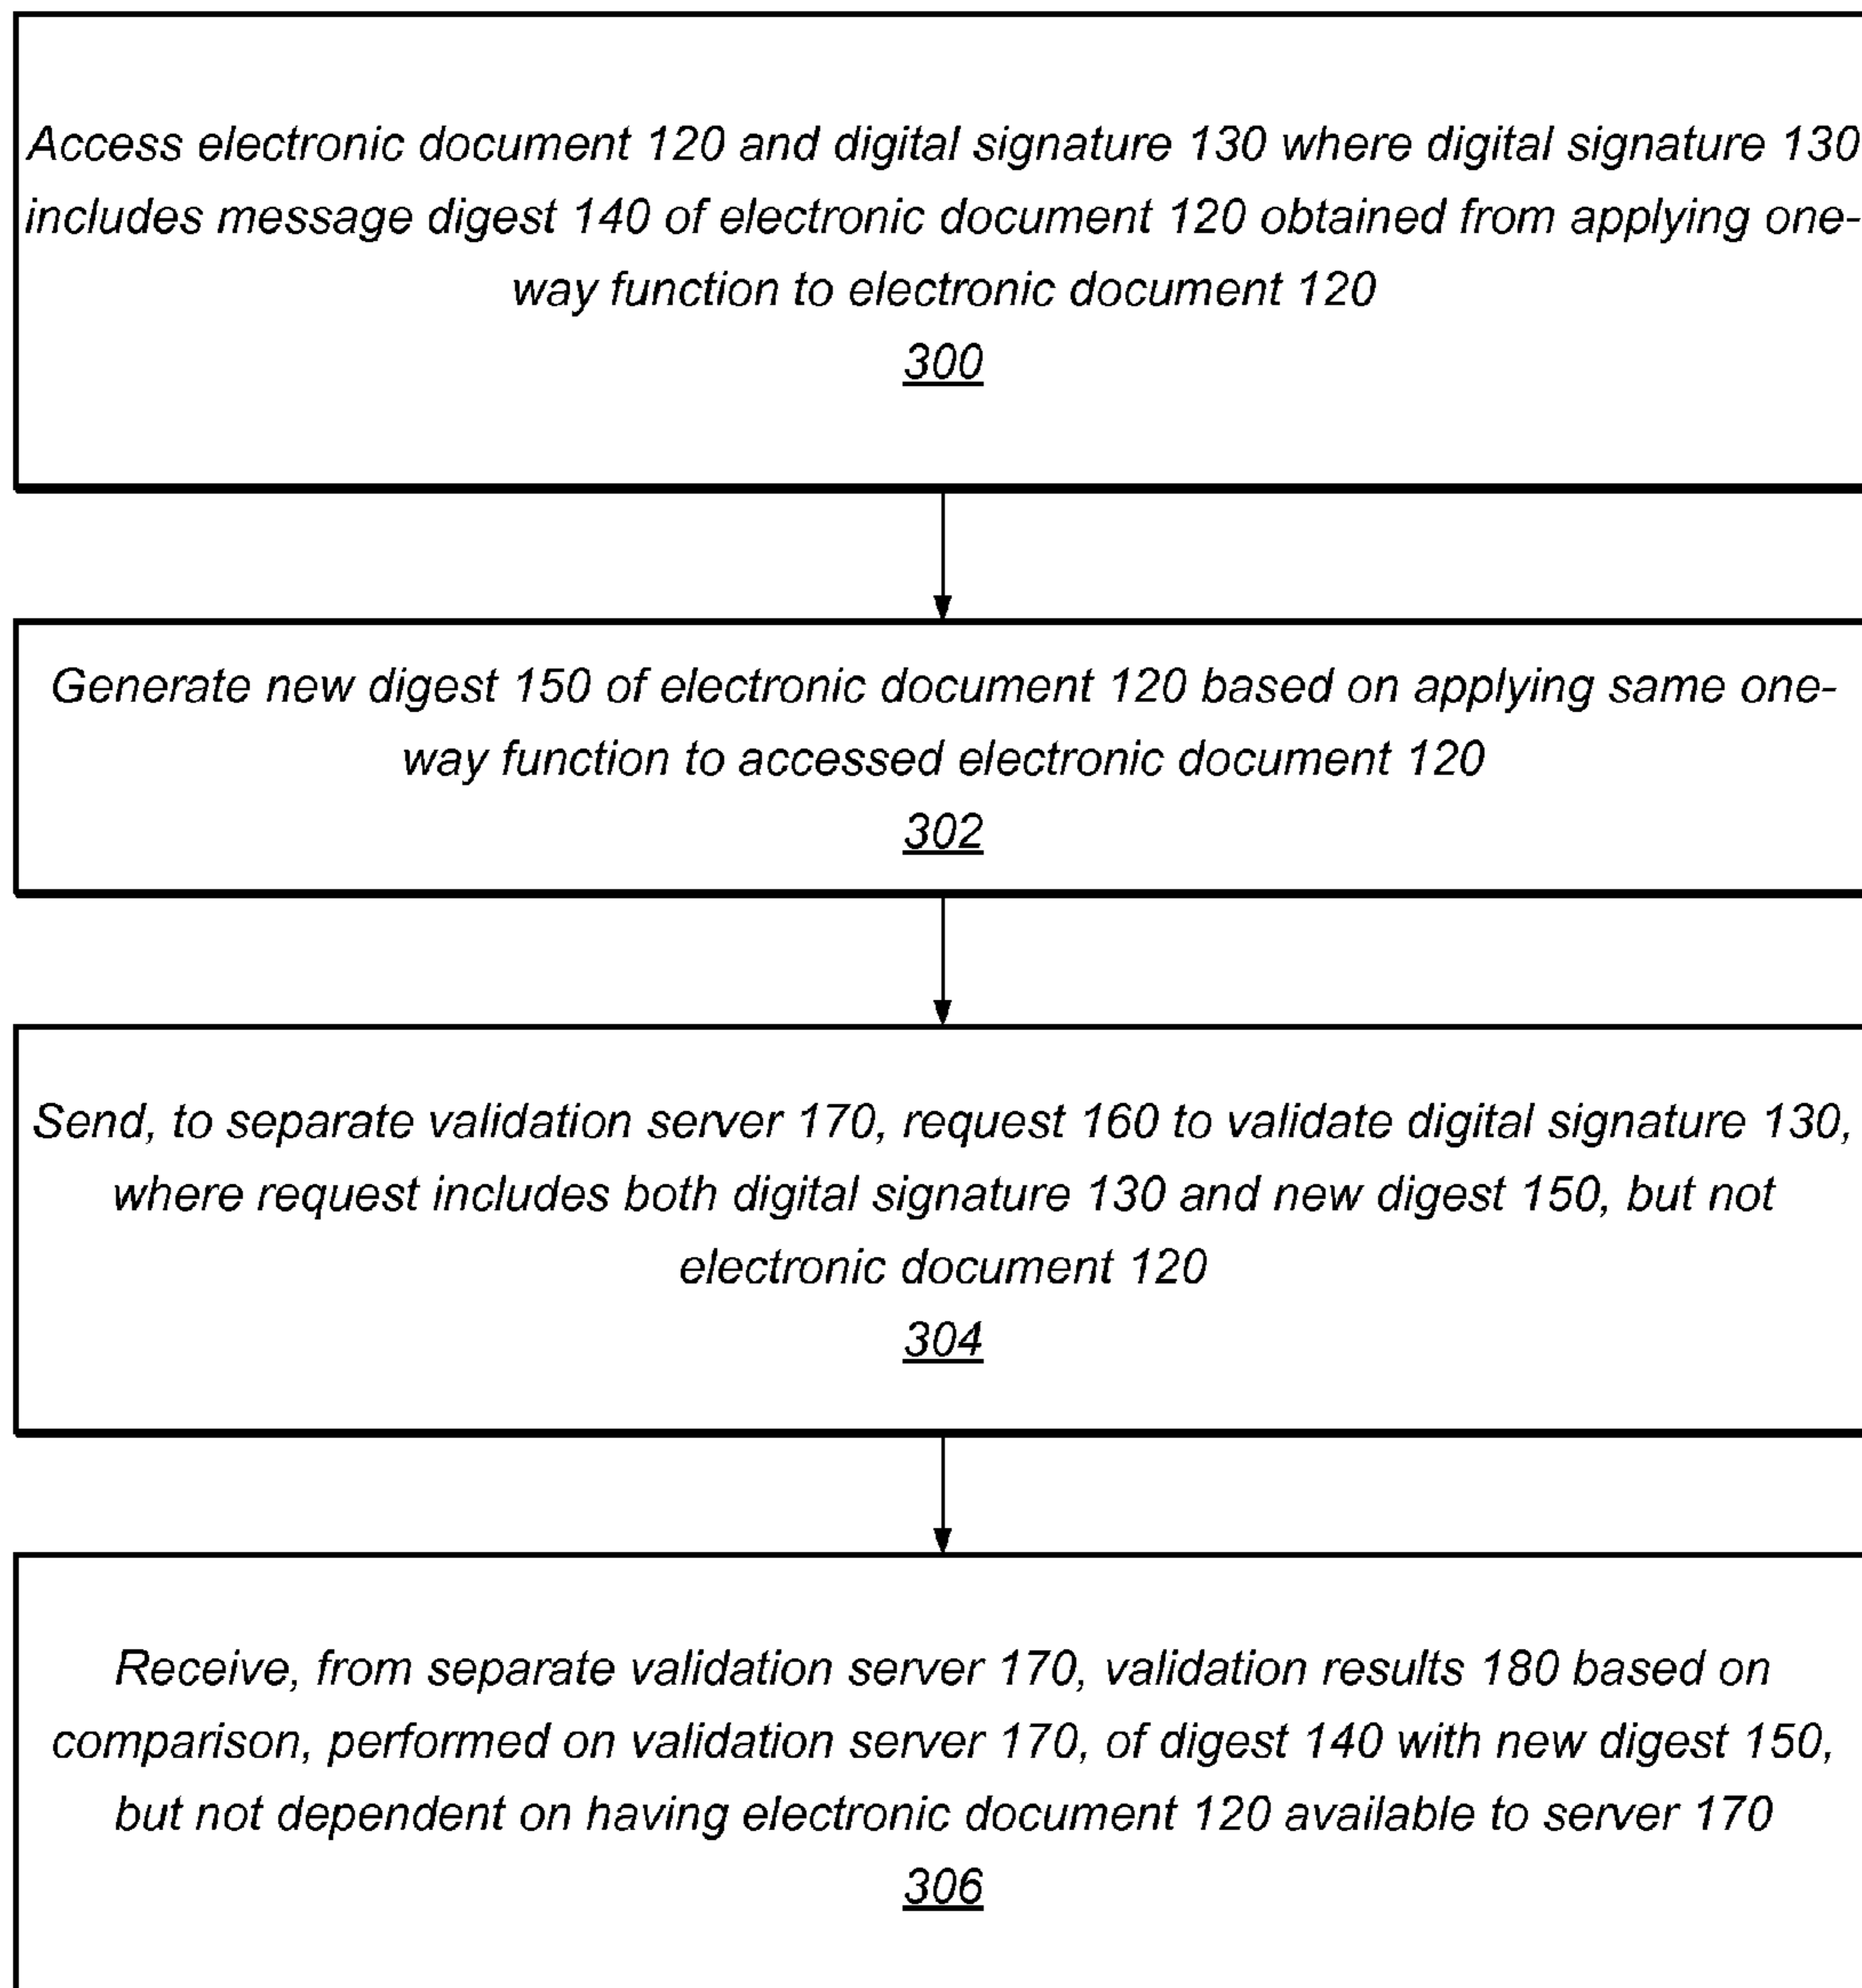 Access electronic document 120 and digital signature 130 where digital signature 130
includes message digest 140 of electronic document 120 obtained from applying one-
way function to electronic document 120
300
Generate new digest 150 of electronic document 120 based on applying same one-
way function to accessed electronic document 120
302
Send, to separate validation server 170, request 160 to validate digital signature 130,
where request includes both digital signature 130 and new digest 150, but not
electronic document 120
304
Receive, from separate validation server 170, validation results 180 based on
comparison, performed on validation server 170, of digest 140 with new digest 150,
but not dependent on having electronic document 120 available to server 170
306